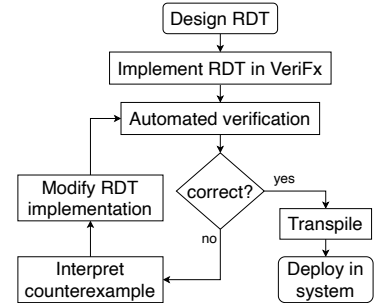 Design RDT
Implement RDT in VeriFx
Automated verification
correct?
yes
no
Modify RDT
implementation
Transpile
Interpret
counterexample
Deploy in
system